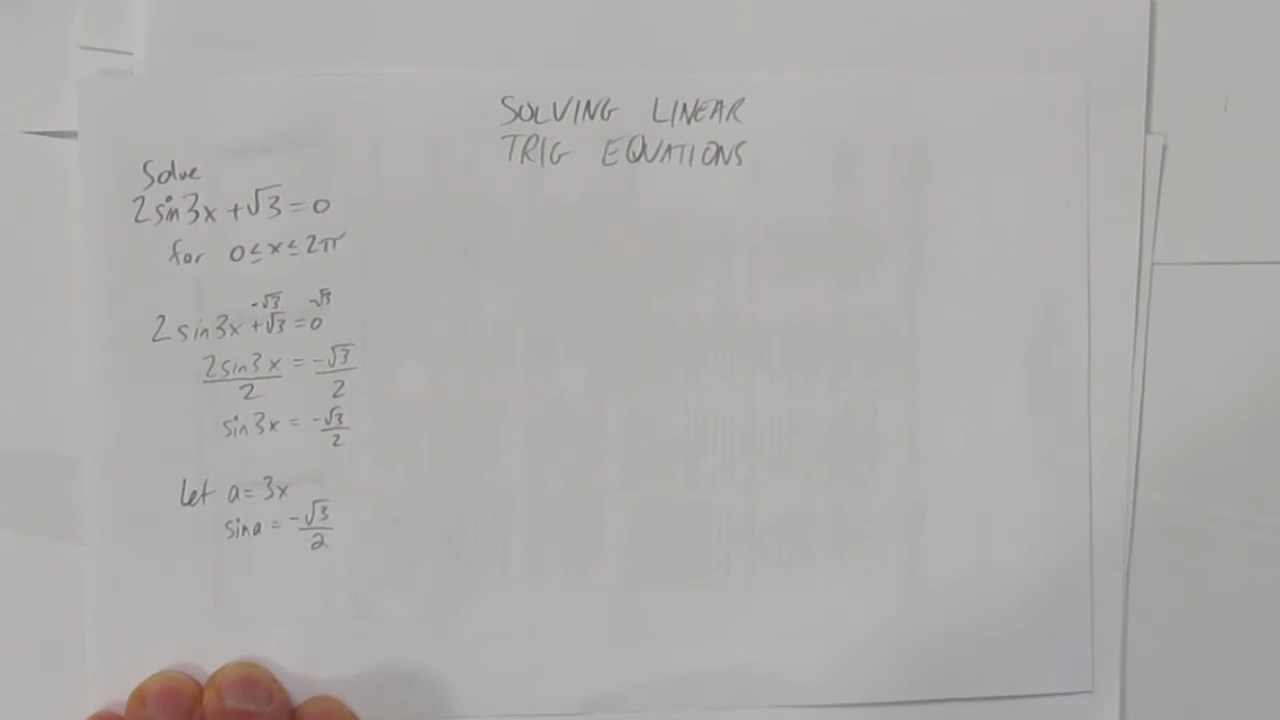 SOLVING LINEAR
TRIG EQUATIONS
Solve
2sin3x + √3 = 0
for 0 ≤ x ≤ 2π
-√3 -√3
2sin3x + √3 = 0
2sin3x/2 = -√3/2
sin3x = -√3/2
Let a = 3x
sina = -√3/2